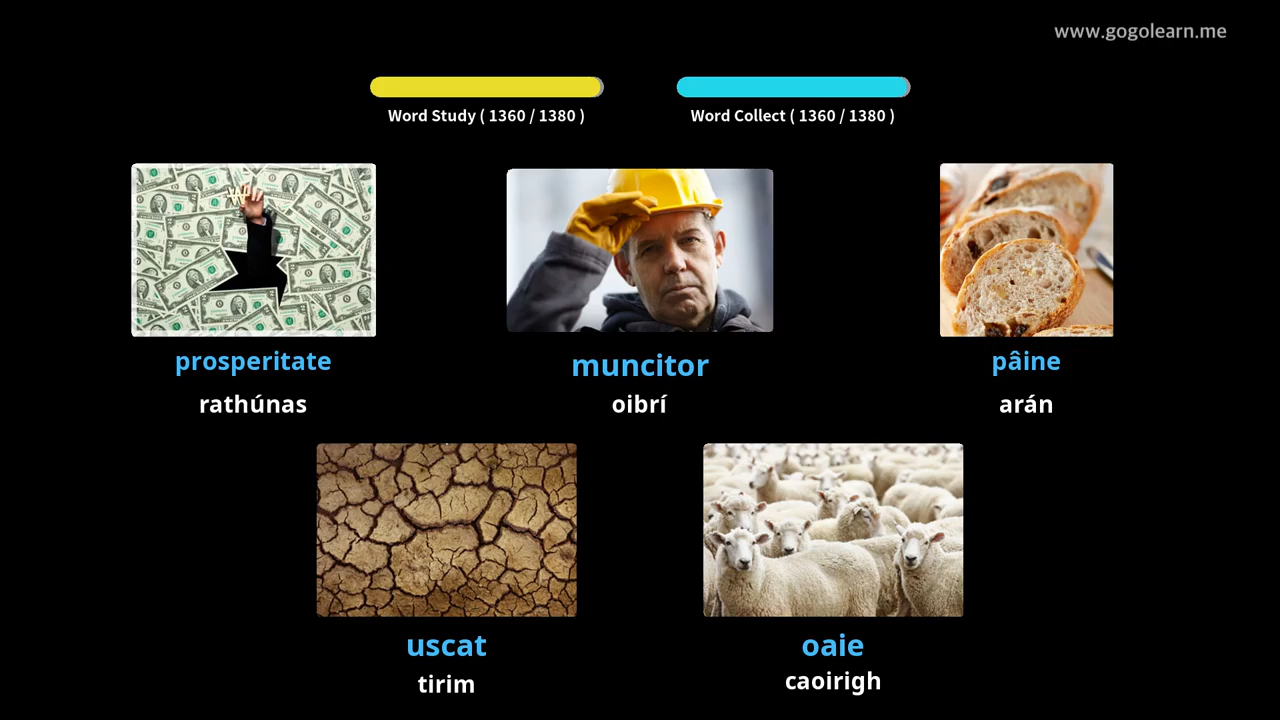 www.gogolearn.me
Word Study ( 1360 / 1380 )
Word Collect ( 1360 / 1380 )
prosperitate
rathúnas
muncitor
oibrí
pâine
arán
uscat
tirim
oaie
caoirigh